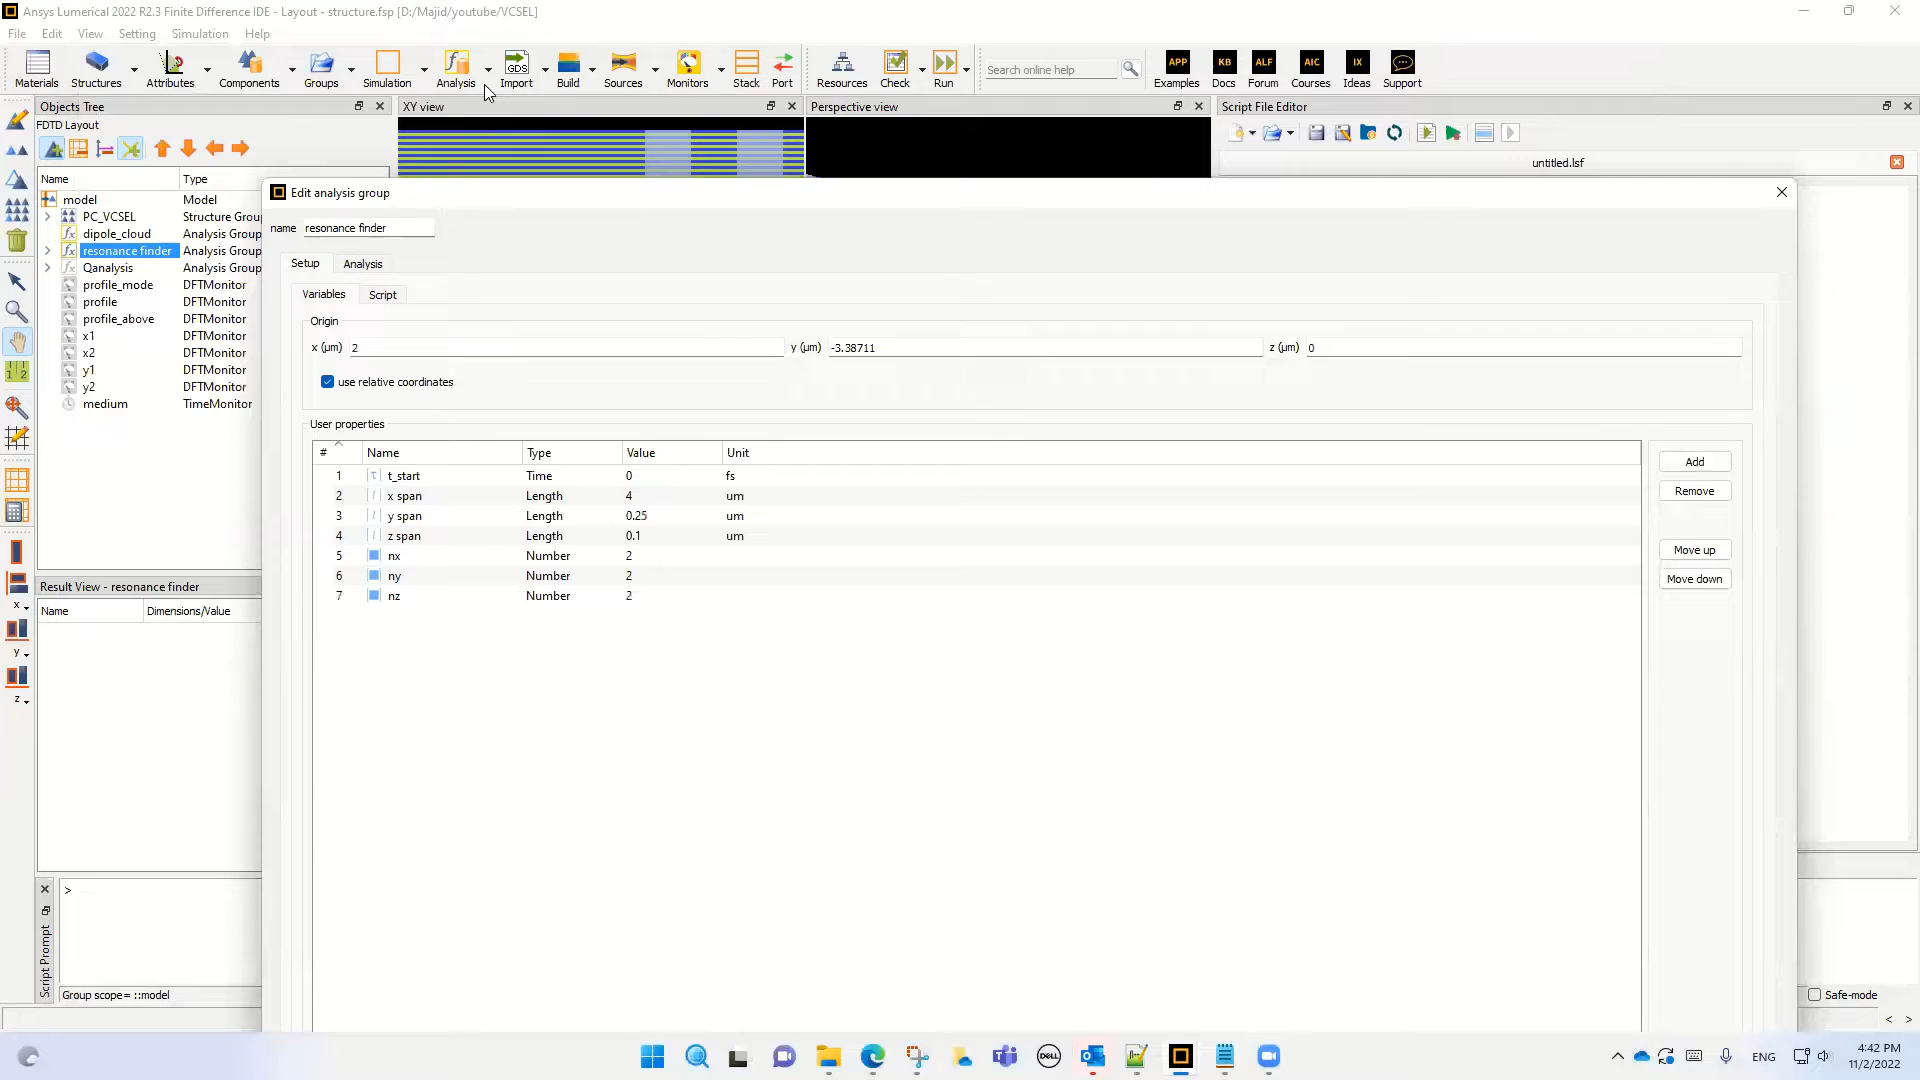 Ansys Lumerical 2022 R2.3 Finite Difference IDE - Layout - structure.fsp [D:/Majid/youtube/VCSEL]
File Edit View Setting Simulation Help
Materials Structures Attributes Components Groups Simulation Analysis Import Build Sources Monitors Stack Port Resources Check Run Search online help Examples Docs Forum Courses Ideas Support
GDS
APP KB ALF AIC IX
Objects Tree XY view Perspective view Script File Editor
FDTD Layout
untitled.lsf
Name Type
model Model
PC_VCSEL Structure Group
dipole_cloud Analysis Group
resonance finder Analysis Group
Qanalysis Analysis Group
profile_mode DFTMonitor
profile DFTMonitor
profile_above DFTMonitor
x1 DFTMonitor
x2 DFTMonitor
y1 DFTMonitor
y2 DFTMonitor
medium TimeMonitor
Edit analysis group
name resonance finder
Setup Analysis
Variables Script
Origin
x (µm) 2 y (µm) -3.38711 z (µm) 0
use relative coordinates
User properties
# Name Type Value Unit
1 t_start Time 0 fs
2 x span Length 4 um
3 y span Length 0.25 um
4 z span Length 0.1 um
5 nx Number 2
6 ny Number 2
7 nz Number 2
Add
Remove
Move up
Move down
Result View - resonance finder
Name Dimensions/Value
x
y
z
>
Script Prompt
Group scope= ::model
Safe-mode
DELL
ENG
4:42 PM
11/2/2022